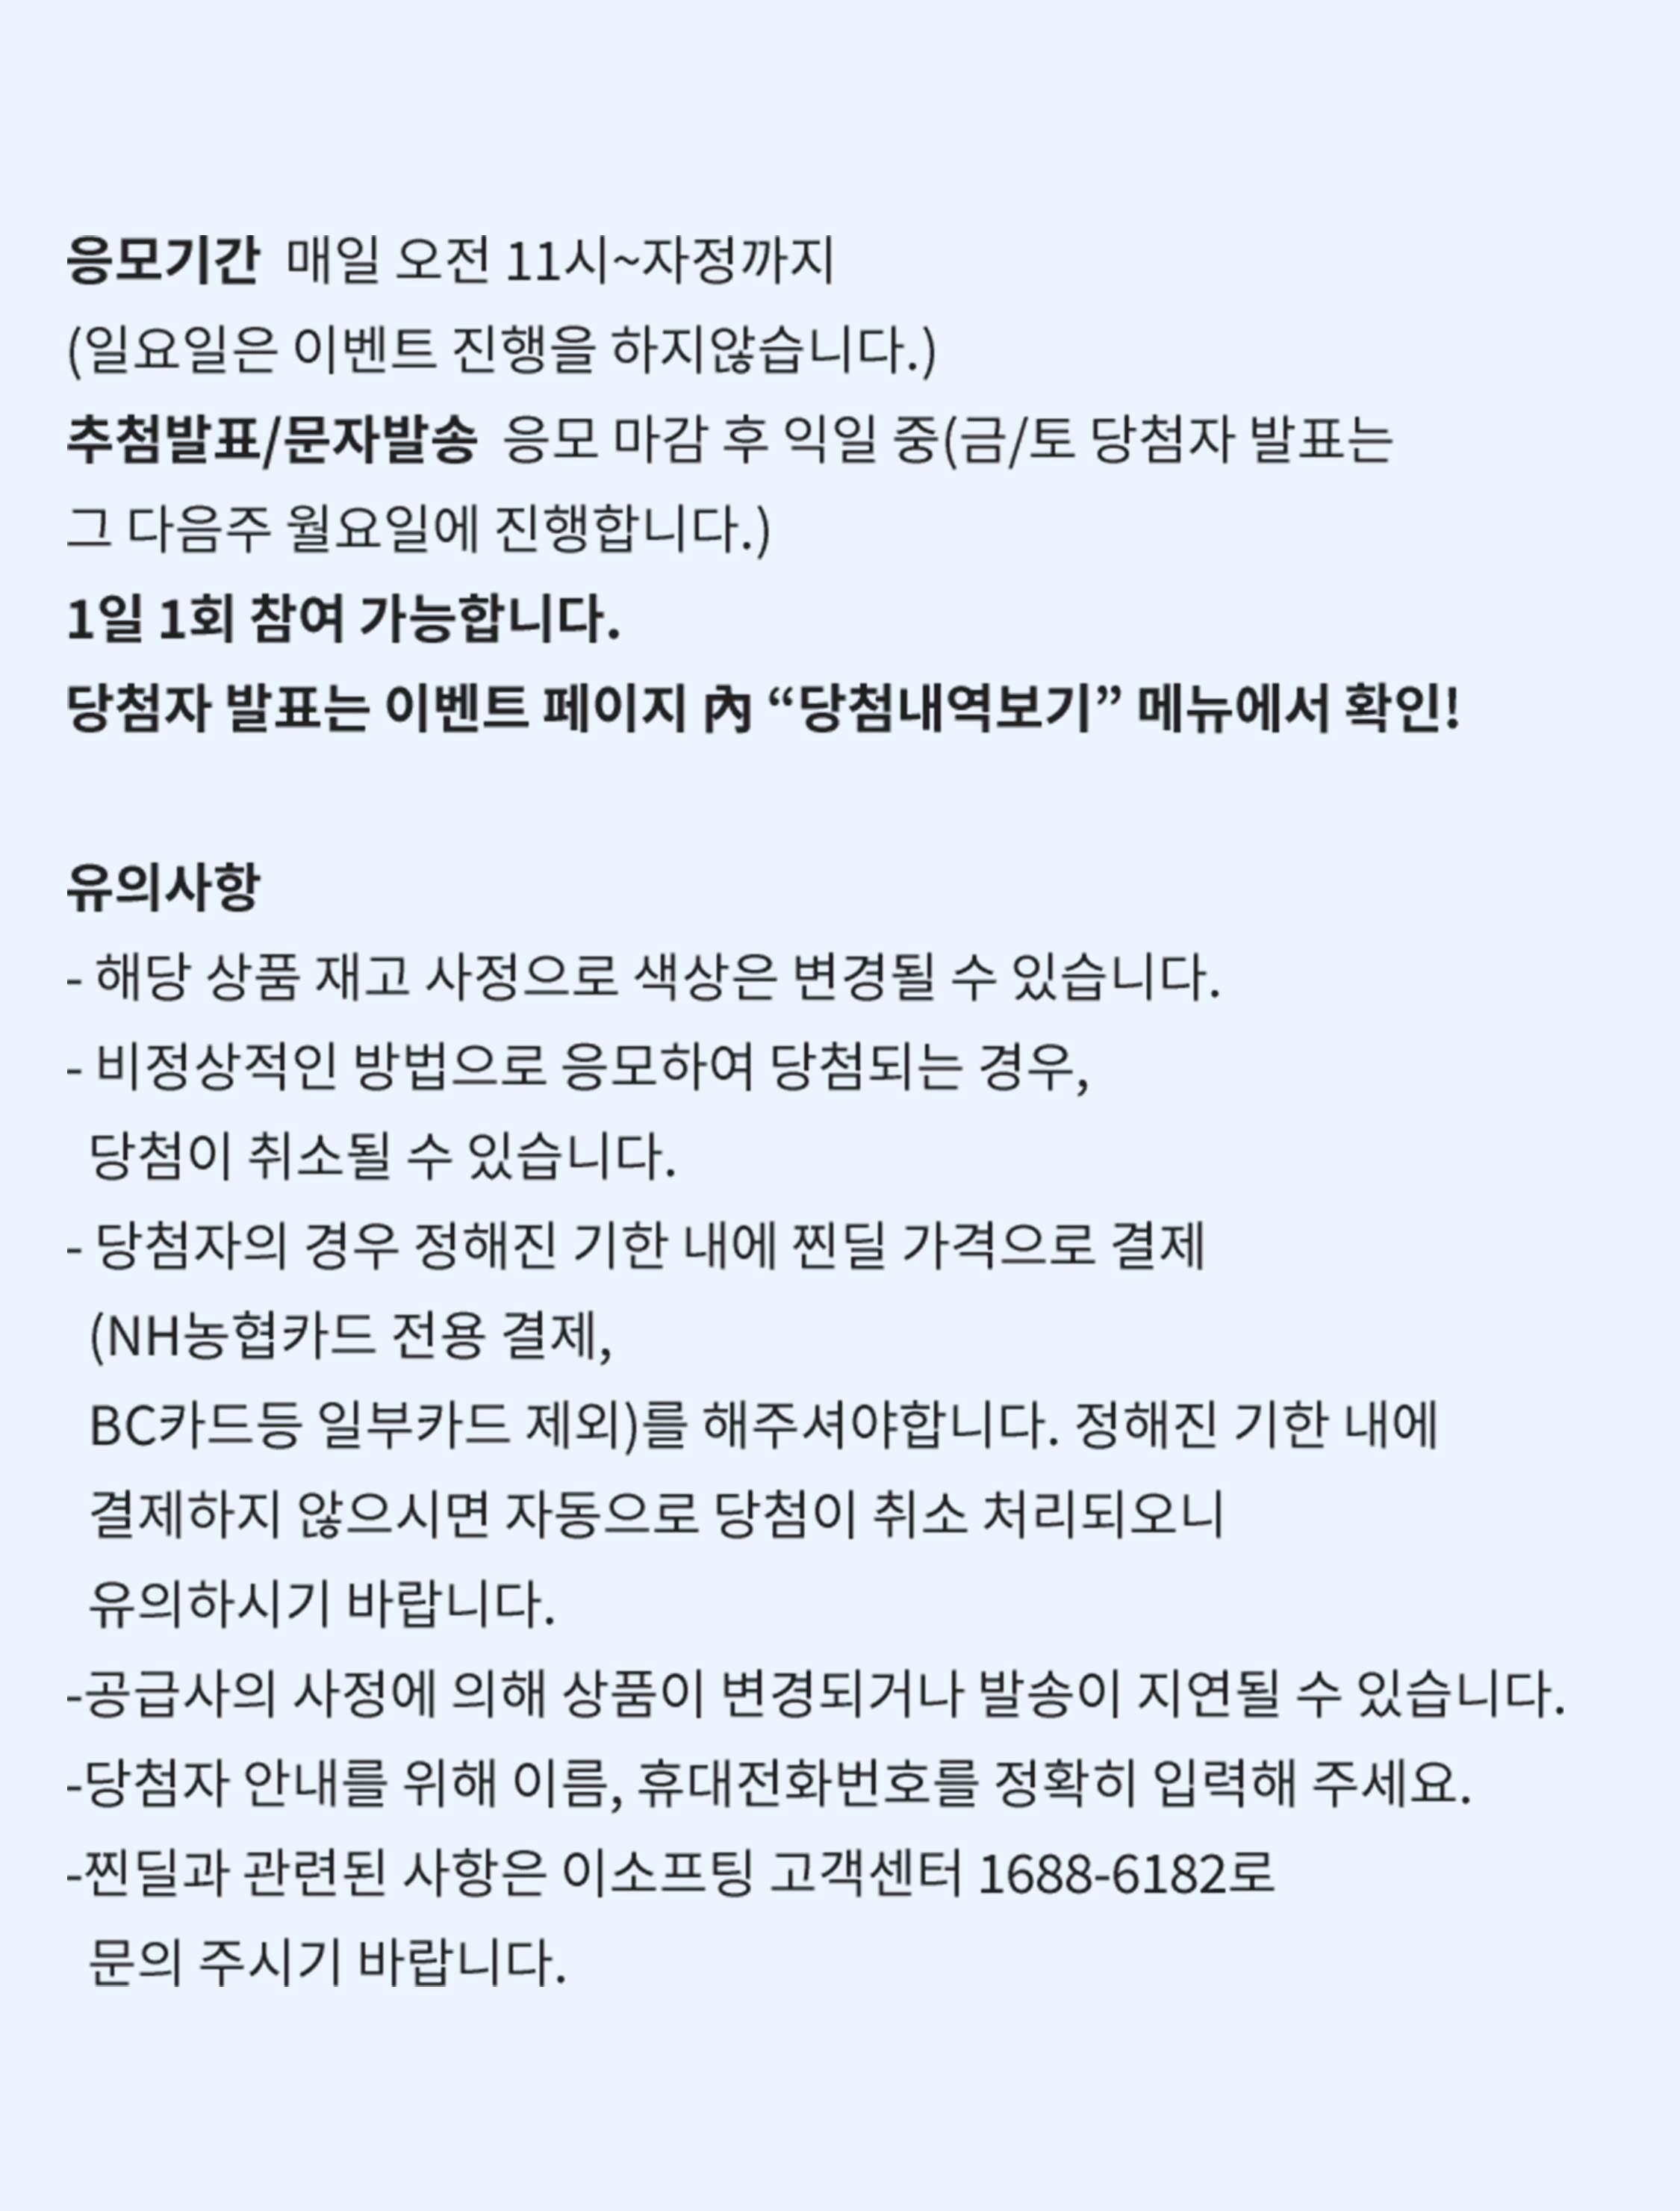 응모기간 매일 오전 11시~자정까지
(일요일은 이벤트 진행을 하지않습니다.)
추첨발표/문자발송 응모 마감 후 익일 중(금/토 당첨자 발표는
그 다음주 월요일에 진행합니다.)
1일 1회 참여 가능합니다.
당첨자 발표는 이벤트 페이지 內 “당첨내역보기” 메뉴에서 확인!
유의사항
- 해당 상품 재고 사정으로 색상은 변경될 수 있습니다.
- 비정상적인 방법으로 응모하여 당첨되는 경우,
당첨이 취소될 수 있습니다.
- 당첨자의 경우 정해진 기한 내에 찐딜 가격으로 결제
(NH농협카드 전용 결제,
BC카드등 일부카드 제외)를 해주셔야합니다. 정해진 기한 내에
결제하지 않으시면 자동으로 당첨이 취소 처리되오니
유의하시기 바랍니다.
-공급사의 사정에 의해 상품이 변경되거나 발송이 지연될 수 있습니다.
-당첨자 안내를 위해 이름, 휴대전화번호를 정확히 입력해 주세요.
-찐딜과 관련된 사항은 이소프팅 고객센터 1688-6182로
문의 주시기 바랍니다.